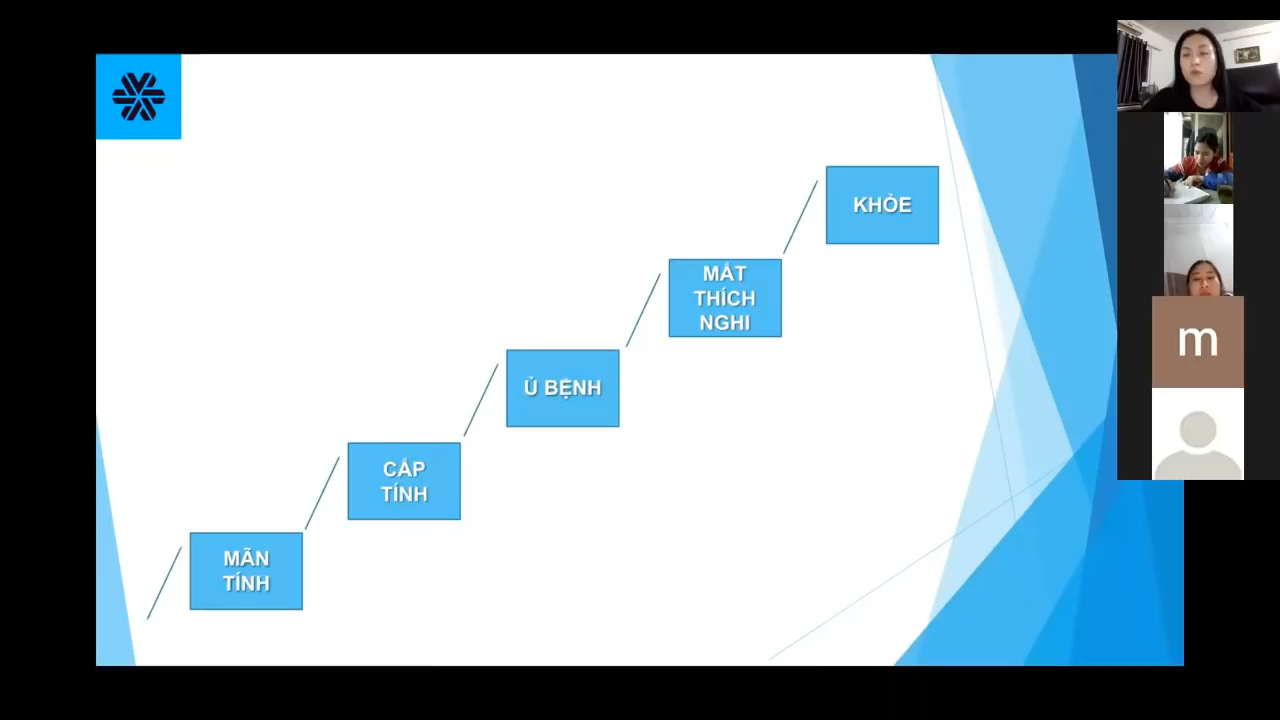 KHỎE
MẤT
THÍCH
NGHI
Ủ BỆNH
CẤP
TÍNH
MÃN
TÍNH
m